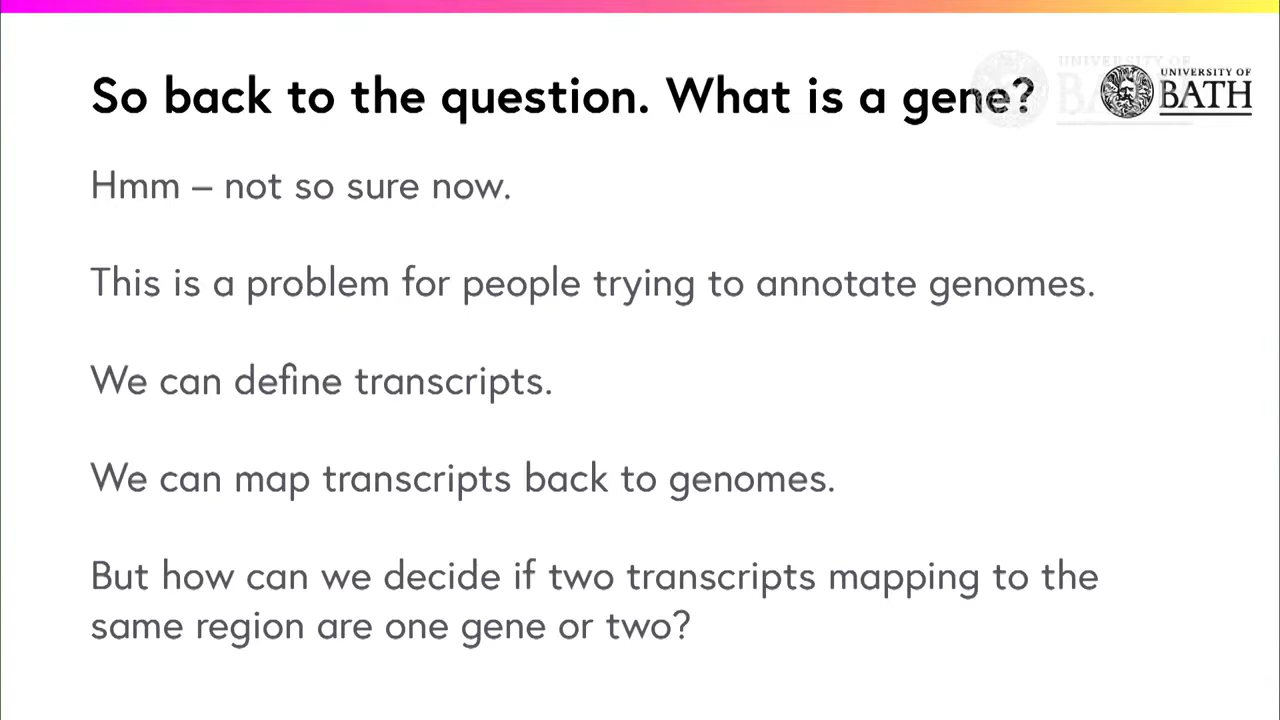 So back to the question. What is a gene?
UNIVERSITY OF
BATH
Hmm – not so sure now.
This is a problem for people trying to annotate genomes.
We can define transcripts.
We can map transcripts back to genomes.
But how can we decide if two transcripts mapping to the
same region are one gene or two?